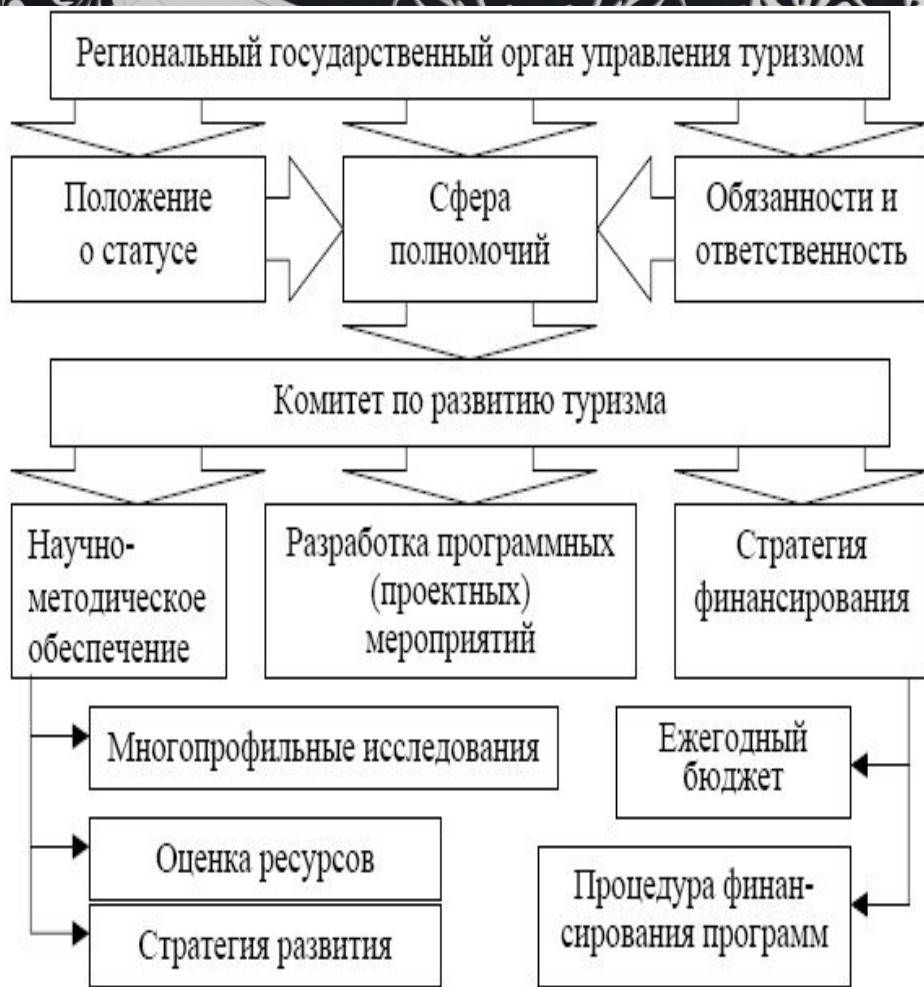 Региональный государственный орган управления туризмом
Положение
о статусе
Сфера
полномочий
Обязанности и
ответственность
Комитет по развитию туризма
Научно-
методическое
обеспечение
Разработка программных
(проектных)
мероприятий
Стратегия
финансирования
Многопрофильные исследования
Оценка ресурсов
Стратегия развития
Ежегодный
бюджет
Процедура финан-
сирования программ